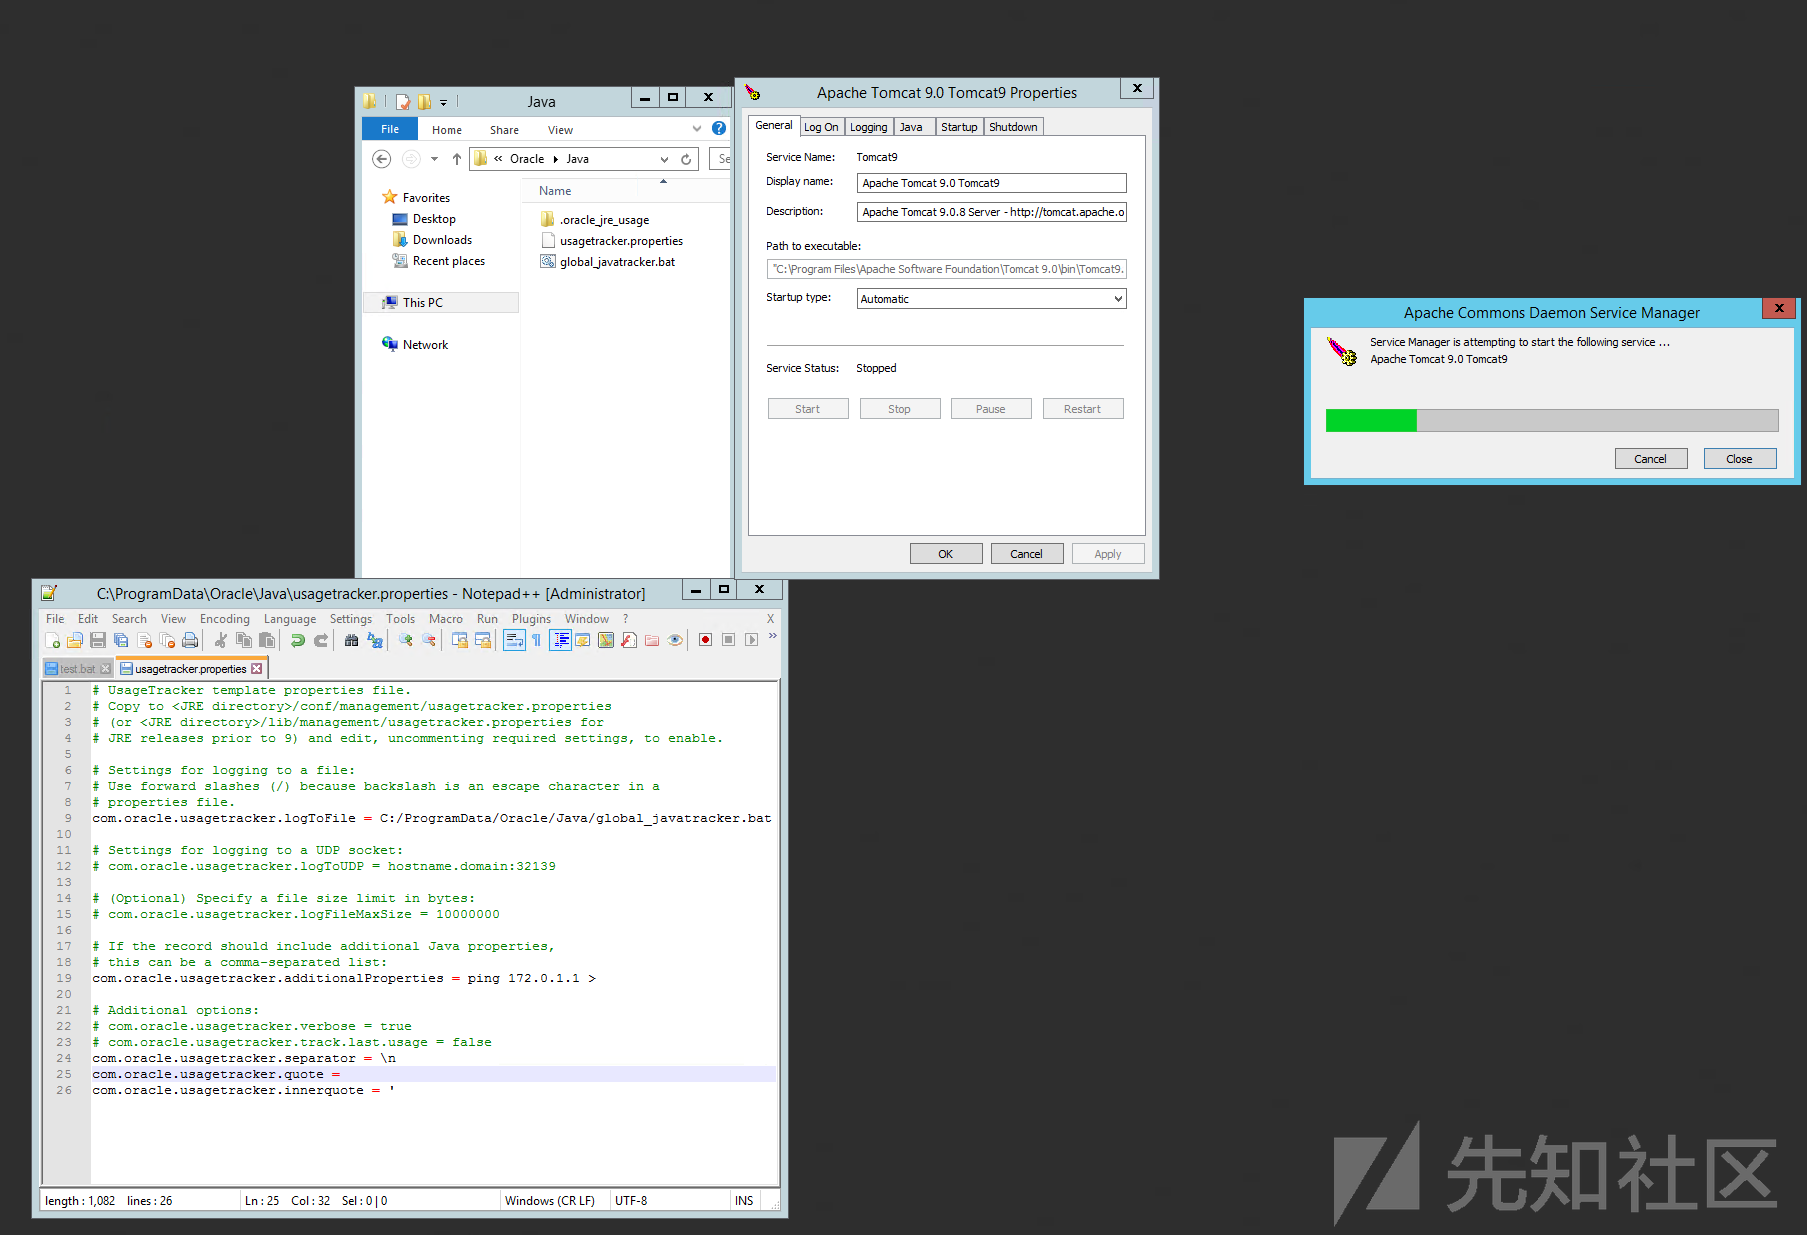 Java
File Home Share View
« Oracle Java Se
Favorites
Desktop
Downloads
Recent places
This PC
Network
Name
.oracle_jre_usage
usagetracker.properties
global_javatracker.bat
Apache Tomcat 9.0 Tomcat9 Properties
General Log On Logging Java Startup Shutdown
Service Name: Tomcat9
Display name: Apache Tomcat 9.0 Tomcat9
Description: Apache Tomcat 9.0.8 Server - http://tomcat.apache.o
Path to executable:
"C:\Program Files\Apache Software Foundation\Tomcat 9.0\bin\Tomcat9.
Startup type: Automatic
Service Status: Stopped
Start Stop Pause Restart
OK Cancel Apply
Apache Commons Daemon Service Manager
Service Manager is attempting to start the following service ...
Apache Tomcat 9.0 Tomcat9
Cancel Close
C:\ProgramData\Oracle\Java\usagetracker.properties - Notepad++ [Administrator]
File Edit Search View Encoding Language Settings Tools Macro Run Plugins Window ? X
test.bat usagetracker.properties
1 # UsageTracker template properties file.
2 # Copy to <JRE directory>/conf/management/usagetracker.properties
3 # (or <JRE directory>/lib/management/usagetracker.properties for
4 # JRE releases prior to 9) and edit, uncommenting required settings, to enable.
5
6 # Settings for logging to a file:
7 # Use forward slashes (/) because backslash is an escape character in a
8 # properties file.
9 com.oracle.usagetracker.logToFile = C:/ProgramData/Oracle/Java/global_javatracker.bat
10
11 # Settings for logging to a UDP socket:
12 # com.oracle.usagetracker.logToUDP = hostname.domain:32139
13
14 # (Optional) Specify a file size limit in bytes:
15 # com.oracle.usagetracker.logFileMaxSize = 10000000
16
17 # If the record should include additional Java properties,
18 # this can be a comma-separated list:
19 com.oracle.usagetracker.additionalProperties = ping 172.0.1.1 >
20
21 # Additional options:
22 # com.oracle.usagetracker.verbose = true
23 # com.oracle.usagetracker.track.last.usage = false
24 com.oracle.usagetracker.separator = \n
25 com.oracle.usagetracker.quote =
26 com.oracle.usagetracker.innerquote = '
length : 1,082 lines : 26 Ln : 25 Col : 32 Sel : 0 | 0 Windows (CR LF) UTF-8 INS
先知社区